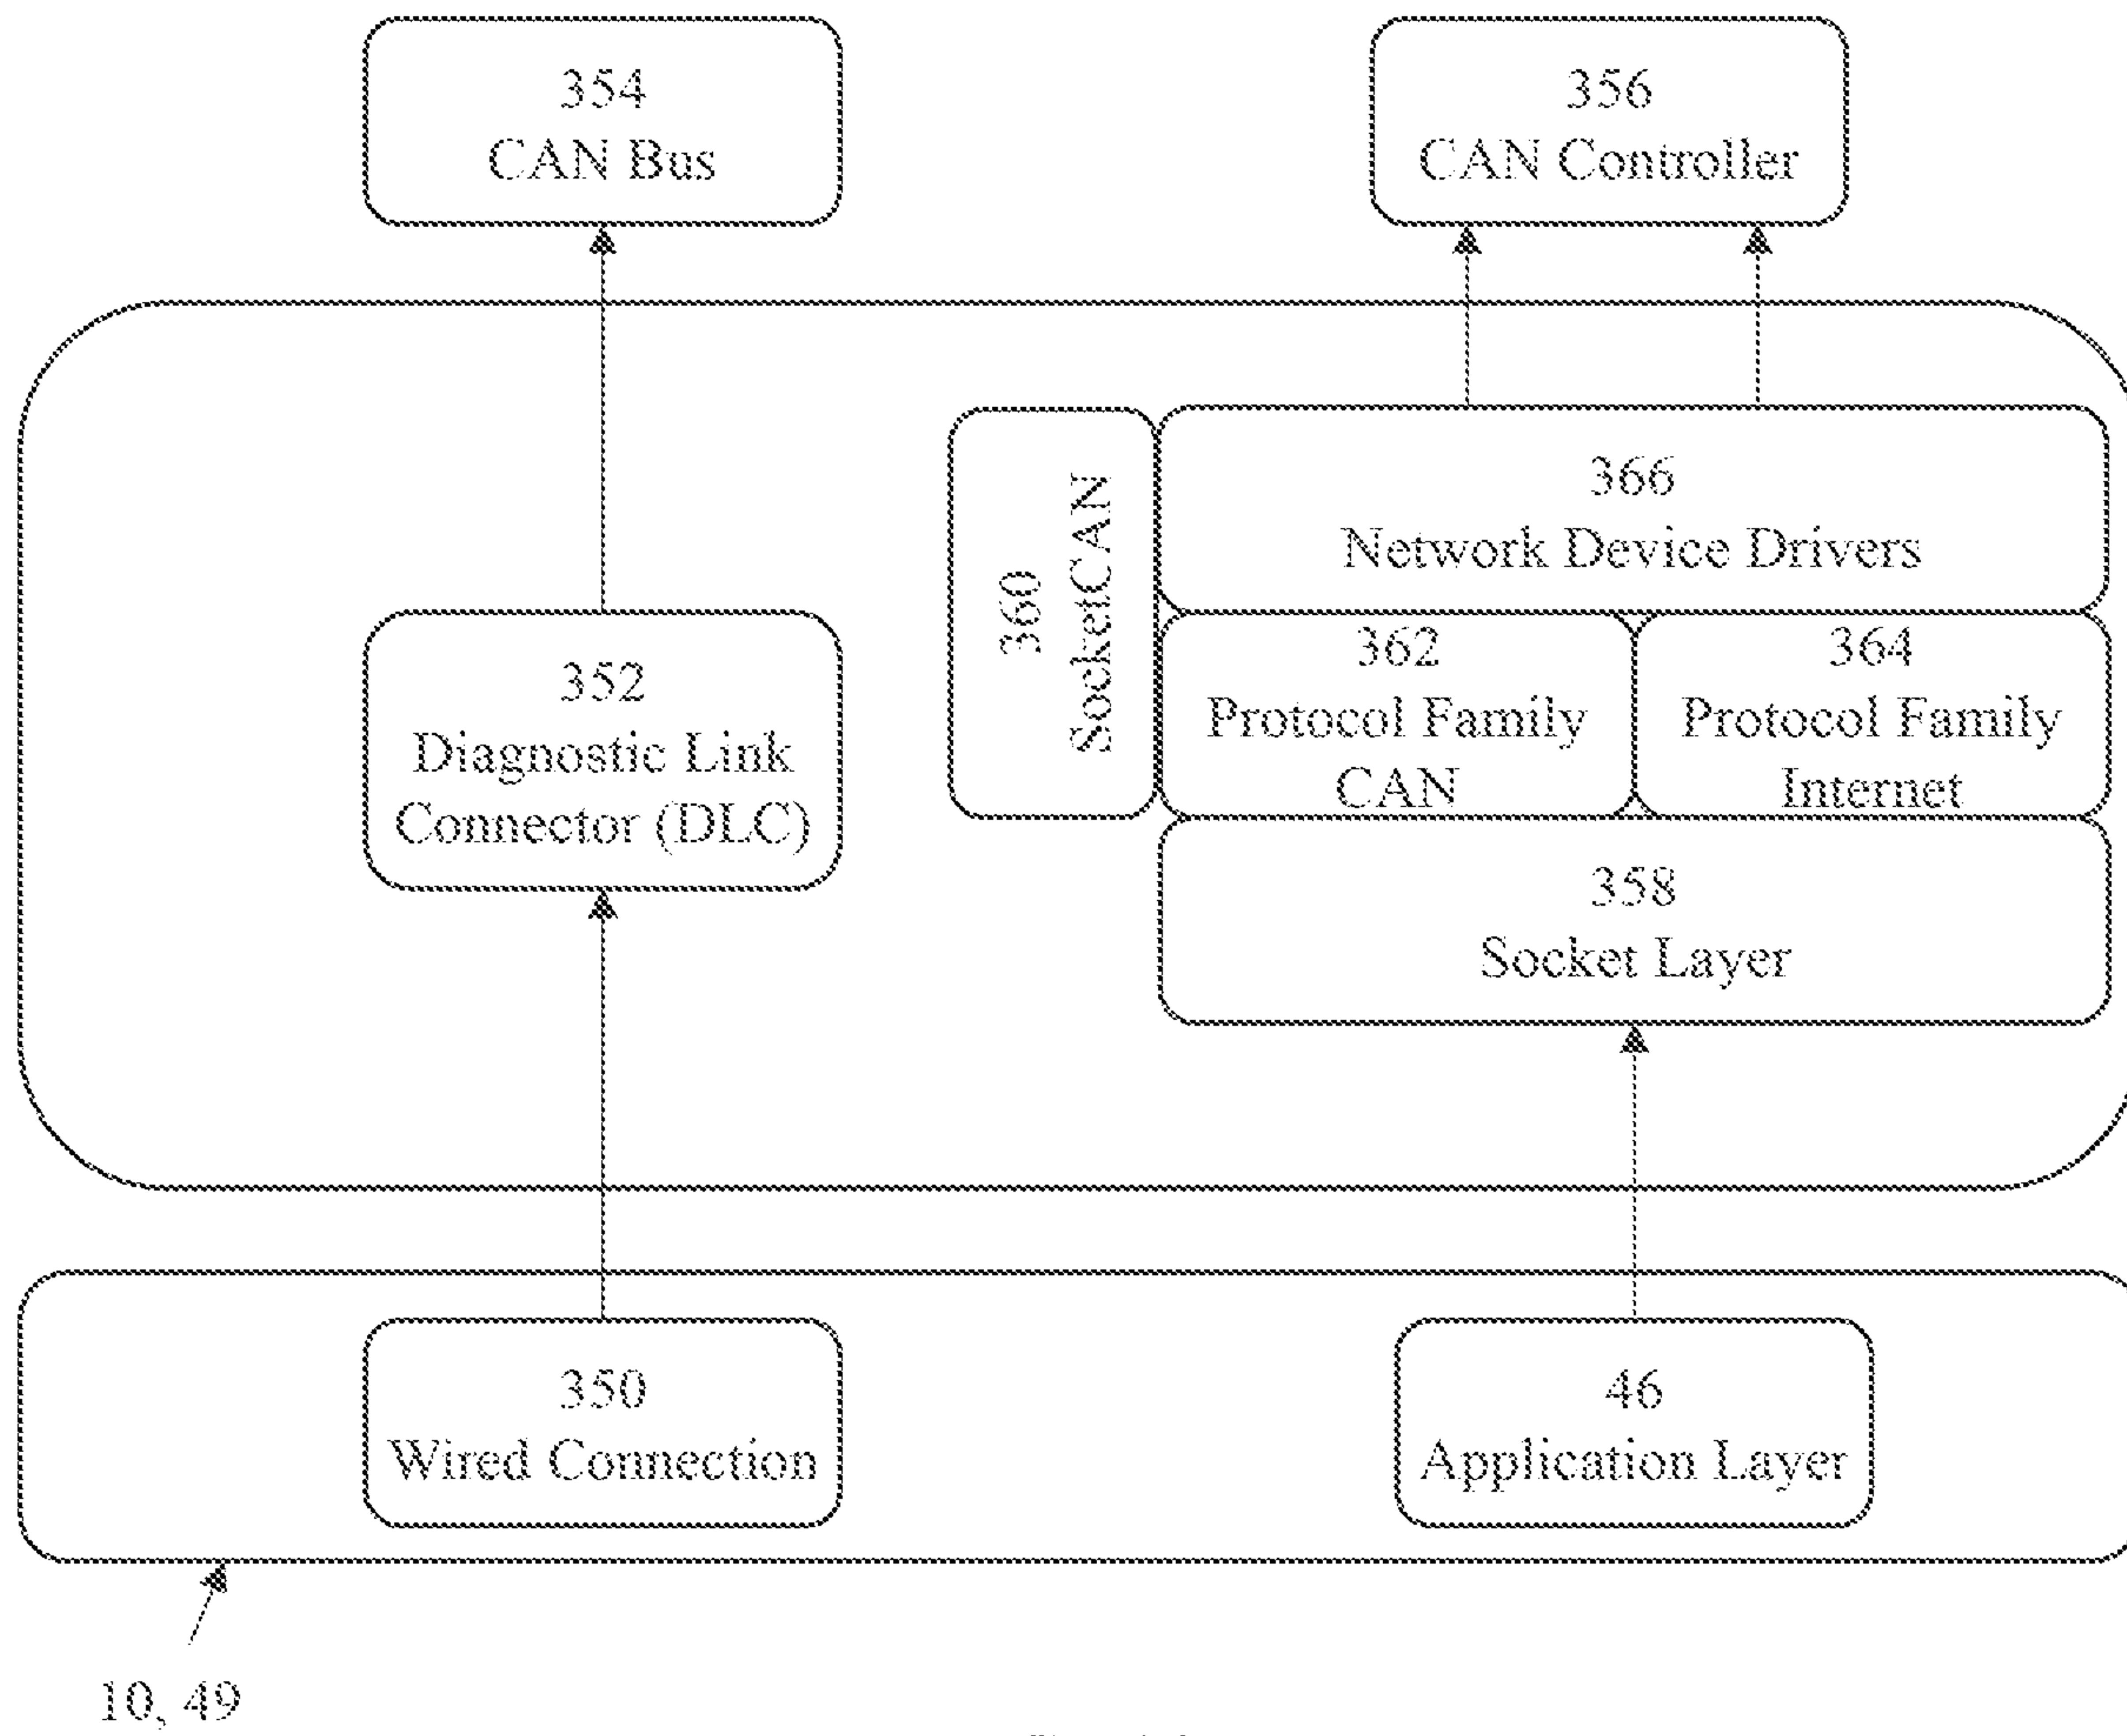 354
CAN Bus
356
CAN Controller
360
SocketCAN
366
Network Device Drivers
352
Diagnostic Link
Connector (DLC)
362
Protocol Family
CAN
364
Protocol Family
Internet
358
Socket Layer
350
Wired Connection
46
Application Layer
10, 49